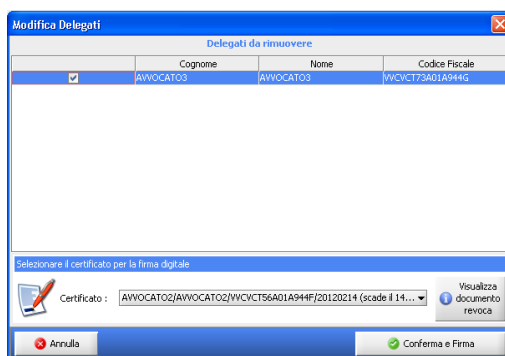 Modifica Delegati
Delegati da rimuovere
Cognome Nome Codice Fiscale
AVVOCATO3 AVVOCATO3 VVCVCT73A01A944G
Selezionare il certificato per la firma digitale
Certificato : AVVOCATO2/AVVOCATO2/VVCVCT56A01A944F/20120214 (scade il 14...
Visualizza
documento
revoca
Annulla Conferma e Firma